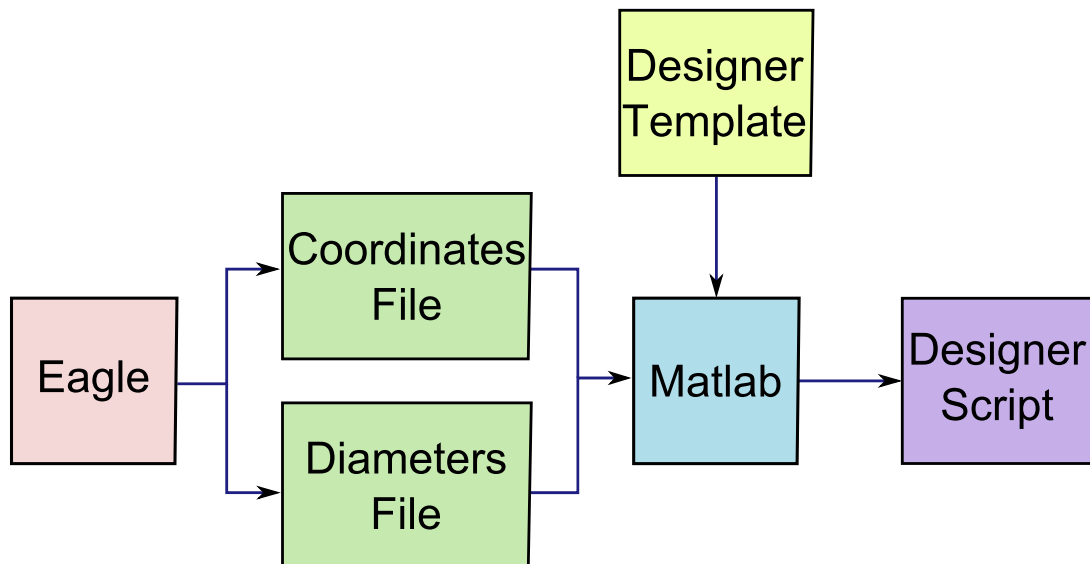 Designer
Template
Coordinates
File
Eagle
Matlab
Designer
Script
Diameters
File